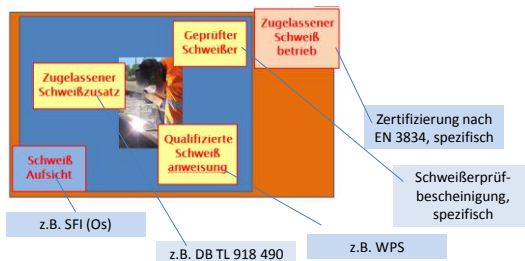 Geprüfter
Schweißer
Zugelassener
Schweiß
betrieb
Zugelassener
Schweißzusatz
Qualifizierte
Schweiß
anweisung
Schweiß
Aufsicht
Zertifizierung nach
EN 3834, spezifisch
Schweißerprüf-
bescheinigung,
spezifisch
z.B. SFI (Os)
z.B. DB TL 918 490
z.B. WPS